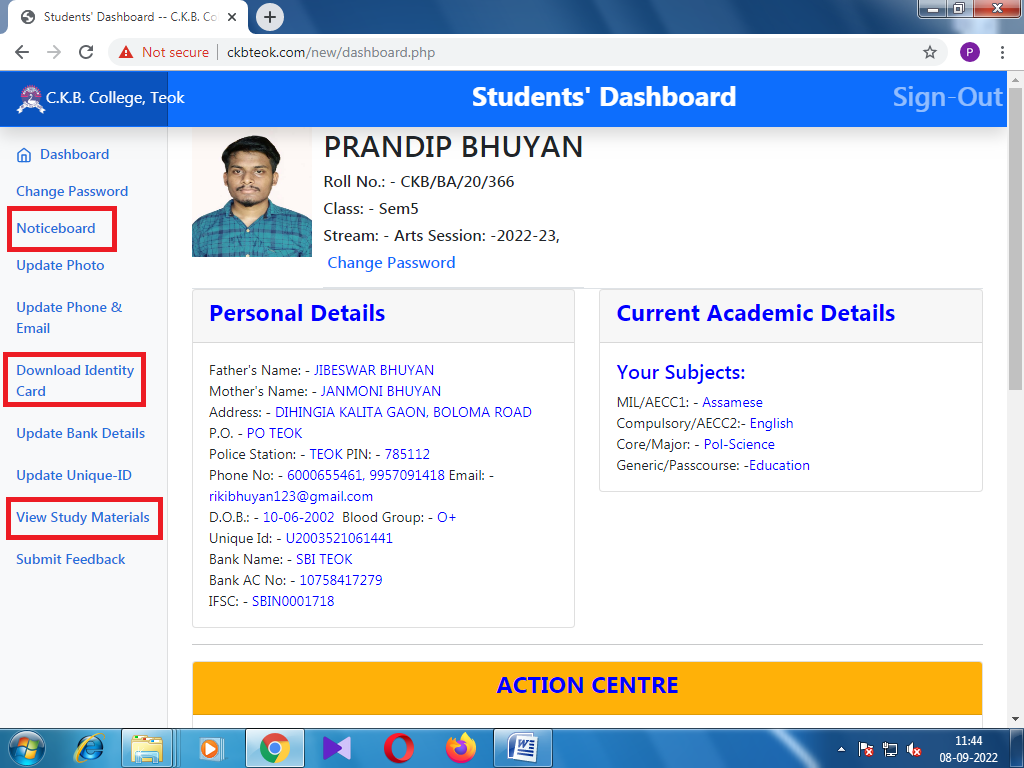 Students' Dashboard -- C.K.B. Co
Not secure | ckbteok.com/new/dashboard.php
P
C.K.B. College, Teok
Students' Dashboard
Sign-Out
Dashboard
Change Password
Noticeboard
Update Photo
Update Phone &
Email
Download Identity
Card
Update Bank Details
Update Unique-ID
View Study Materials
Submit Feedback
PRANDIP BHUYAN
Roll No.: - CKB/BA/20/366
Class: - Sem5
Stream: - Arts Session: -2022-23,
Change Password
Personal Details
Father's Name: - JIBESWAR BHUYAN
Mother's Name: - JANMONI BHUYAN
Address: - DIHINGIA KALITA GAON, BOLOMA ROAD
P.O. - PO TEOK
Police Station: - TEOK PIN: - 785112
Phone No: - 6000655461, 9957091418 Email: -
rikibhuyan123@gmail.com
D.O.B.: - 10-06-2002 Blood Group: - O+
Unique Id: - U2003521061441
Bank Name: - SBI TEOK
Bank AC No: - 10758417279
IFSC: - SBIN0001718
Current Academic Details
Your Subjects:
MIL/AECC1: - Assamese
Compulsory/AECC2:- English
Core/Major: - Pol-Science
Generic/Passcourse: -Education
ACTION CENTRE
11:44
08-09-2022